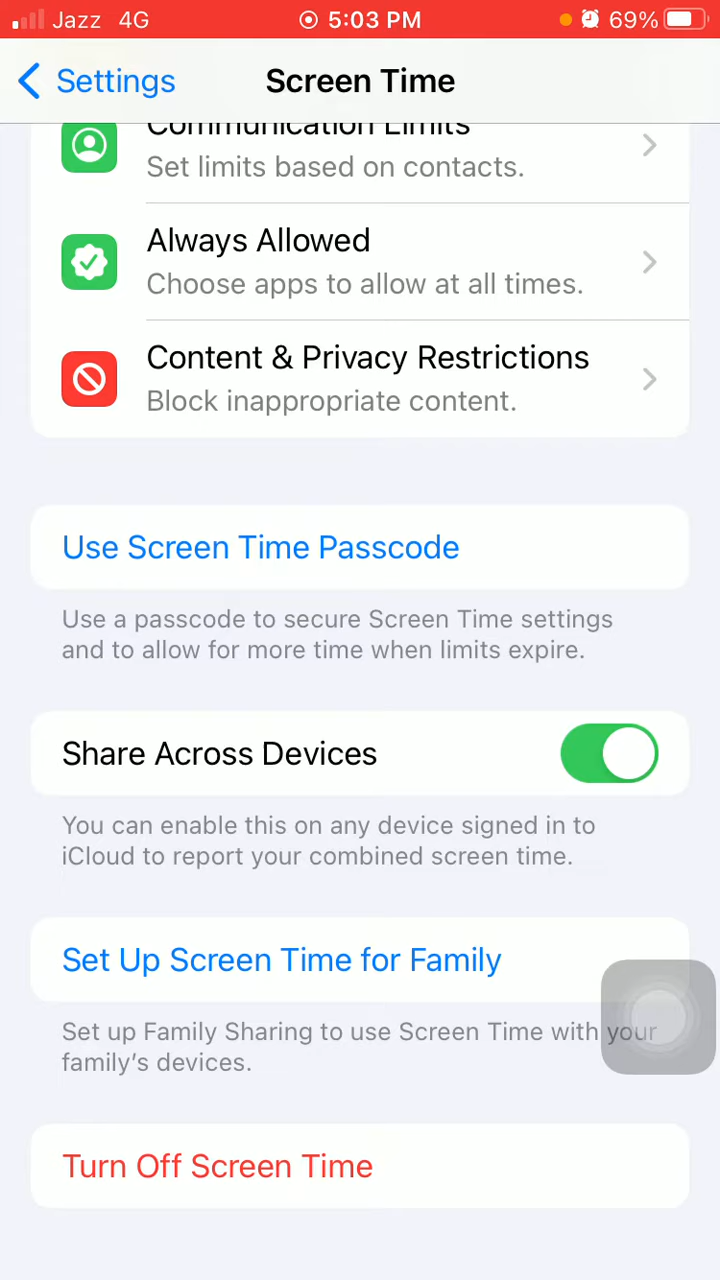 Jazz 4G 5:03 PM 69%
Settings Screen Time
Communication Limits
Set limits based on contacts.
Always Allowed
Choose apps to allow at all times.
Content & Privacy Restrictions
Block inappropriate content.
Use Screen Time Passcode
Use a passcode to secure Screen Time settings
and to allow for more time when limits expire.
Share Across Devices
You can enable this on any device signed in to
iCloud to report your combined screen time.
Set Up Screen Time for Family
Set up Family Sharing to use Screen Time with your
family’s devices.
Turn Off Screen Time